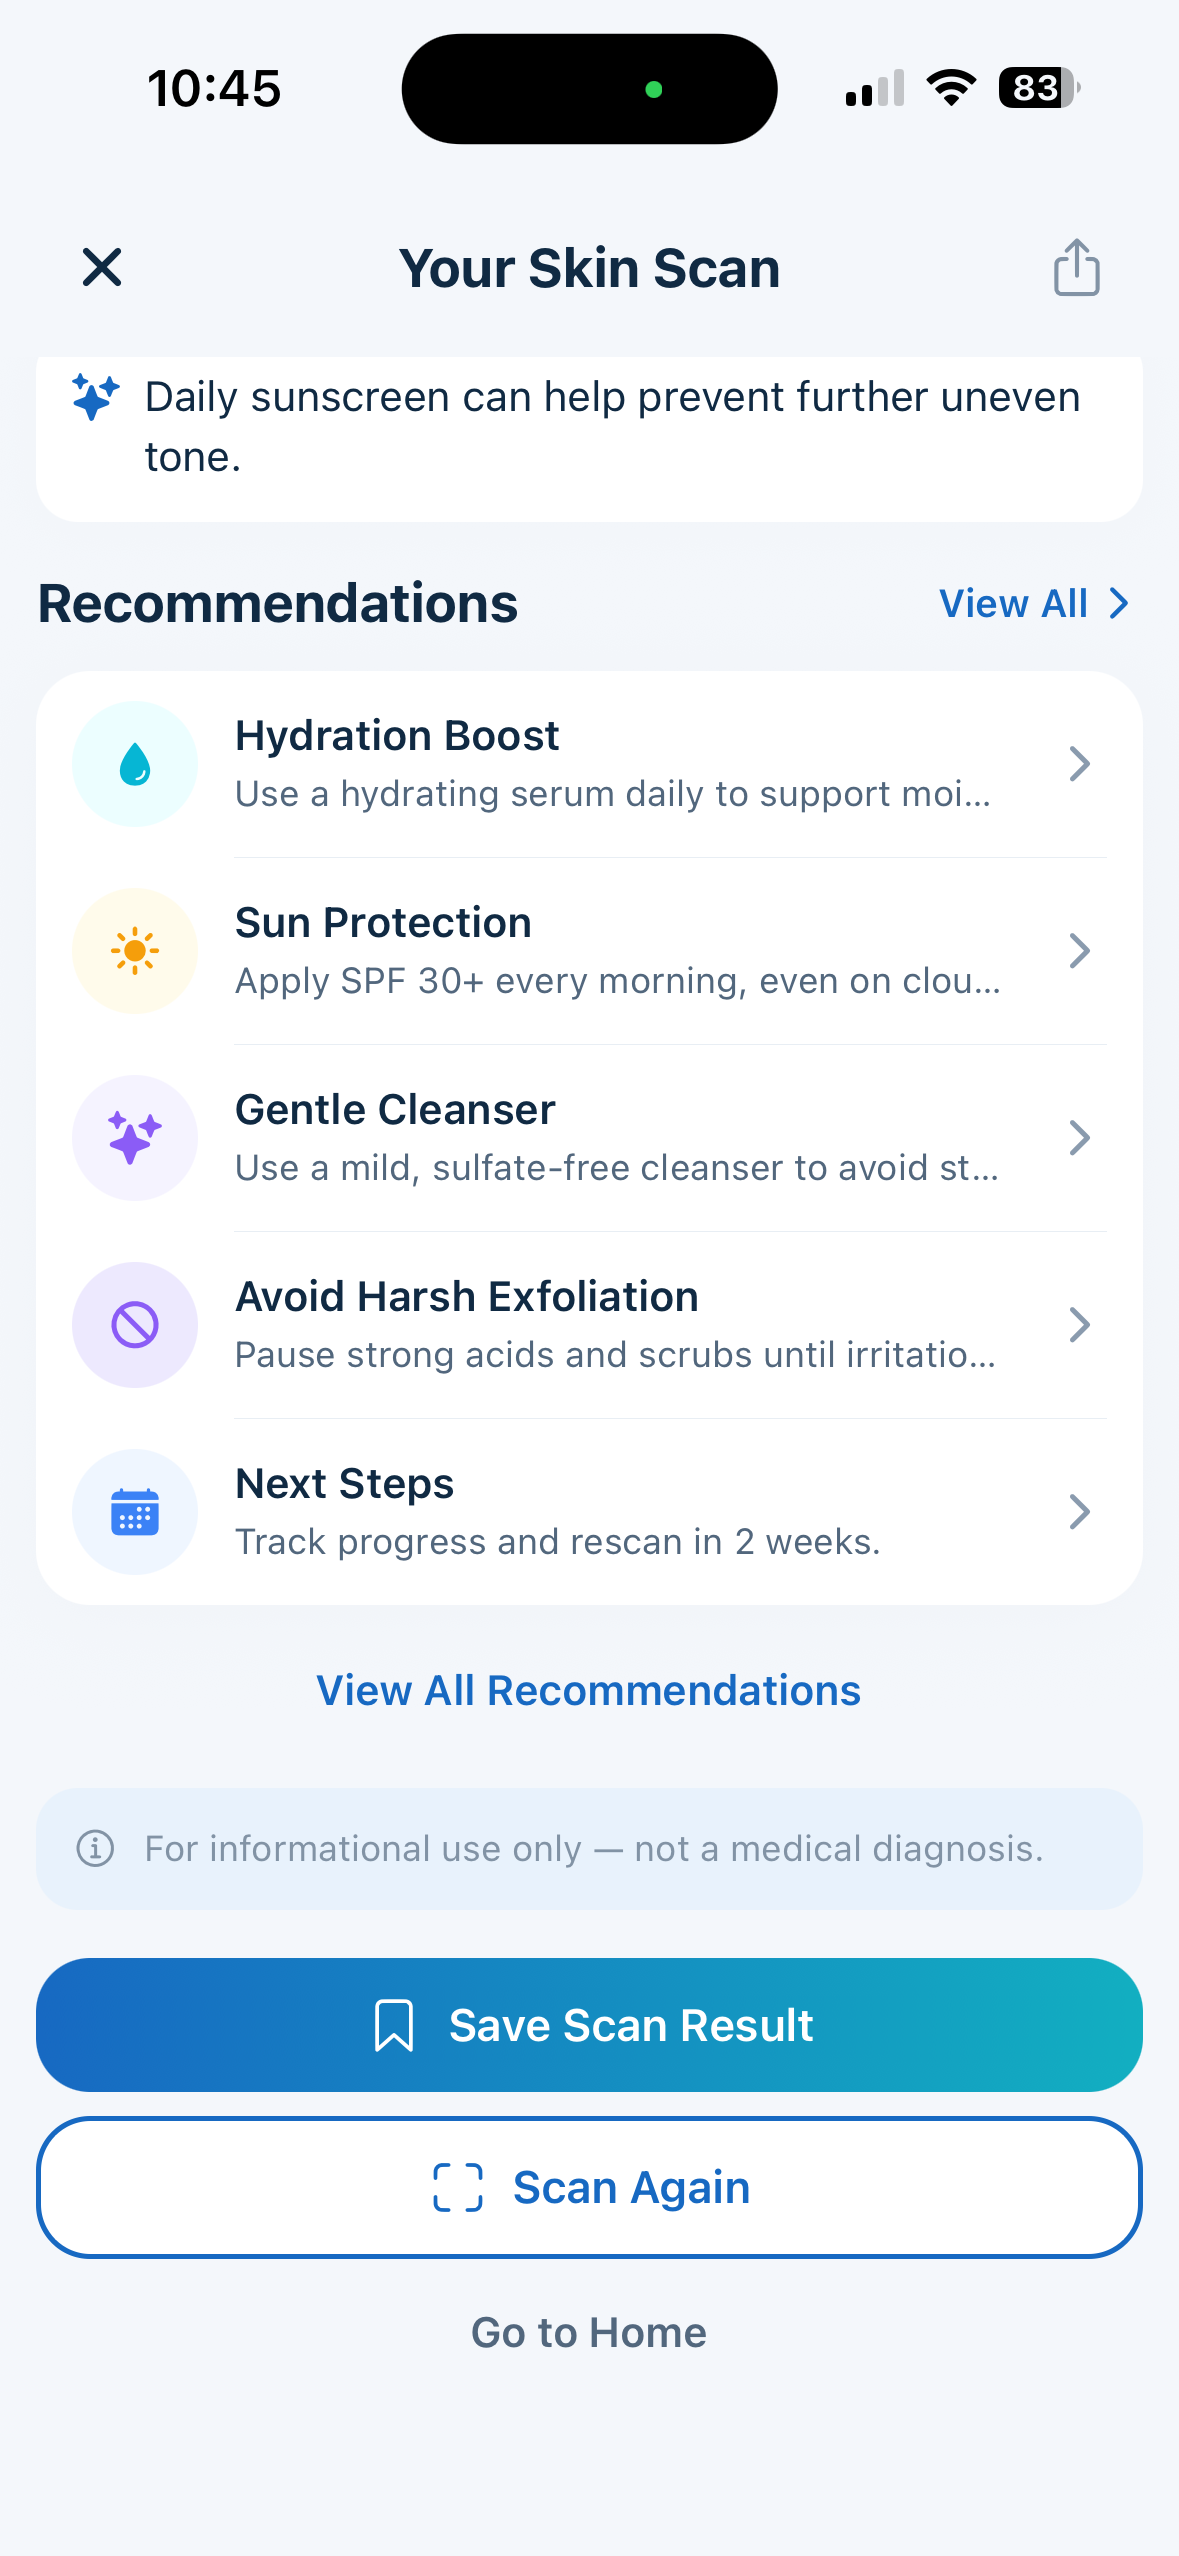 10:45
83
Your Skin Scan
Daily sunscreen can help prevent further uneven
tone.
Recommendations
View All
Hydration Boost
Use a hydrating serum daily to support moi...
Sun Protection
Apply SPF 30+ every morning, even on clou...
Gentle Cleanser
Use a mild, sulfate-free cleanser to avoid st...
Avoid Harsh Exfoliation
Pause strong acids and scrubs until irritatio...
Next Steps
Track progress and rescan in 2 weeks.
View All Recommendations
For informational use only — not a medical diagnosis.
Save Scan Result
Scan Again
Go to Home